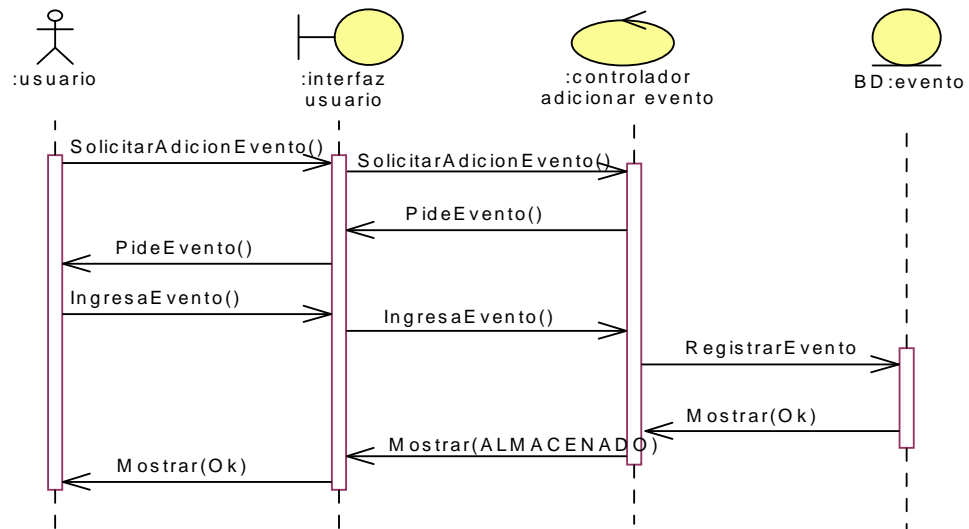 :usuario
:interfaz
usuario
:controlador
adicionar evento
BD:evento
SolicitarAdicionEvento()
SolicitarAdicionEvento()
PideEvento()
PideEvento()
IngresaEvento()
IngresaEvento()
RegistrarEvento
Mostrar(Ok)
Mostrar(ALMACENADO)
Mostrar(Ok)